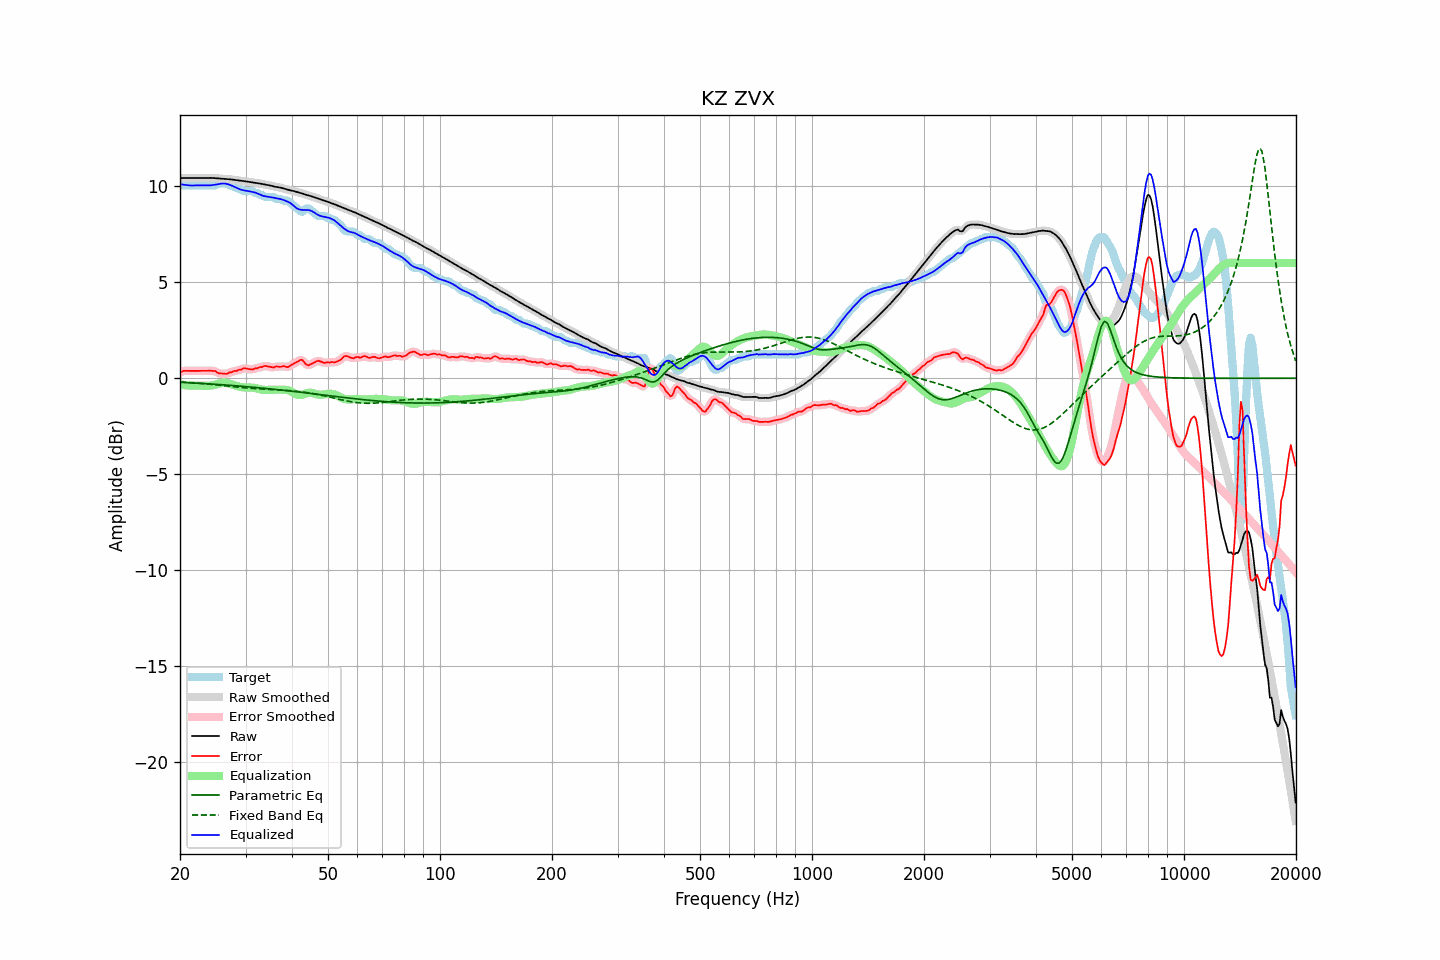 KZ ZVX
Amplitude (dBr)
10
5
0
−5
−10
−15
−20
Target
Raw Smoothed
Error Smoothed
Raw
Error
Equalization
Parametric Eq
Fixed Band Eq
Equalized
20 50 100 200 500 1000 2000 5000 10000 20000
Frequency (Hz)